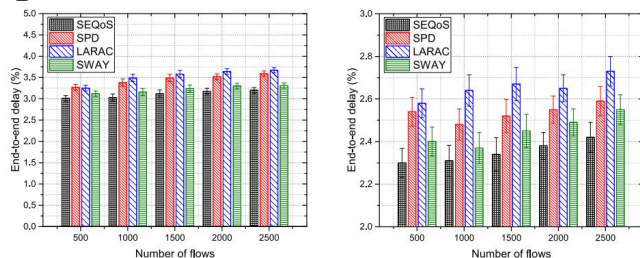 SEQoS
SPD
LARAC
SWAY
End-to-end delay (%)
5.0
4.5
4.0
3.5
3.0
2.5
2.0
1.5
1.0
0.5
0.0
500 1000 1500 2000 2500
Number of flows
SEQoS
SPD
LARAC
SWAY
End-to-end delay (%)
3.0
2.8
2.6
2.4
2.2
2.0
500 1000 1500 2000 2500
Number of flows